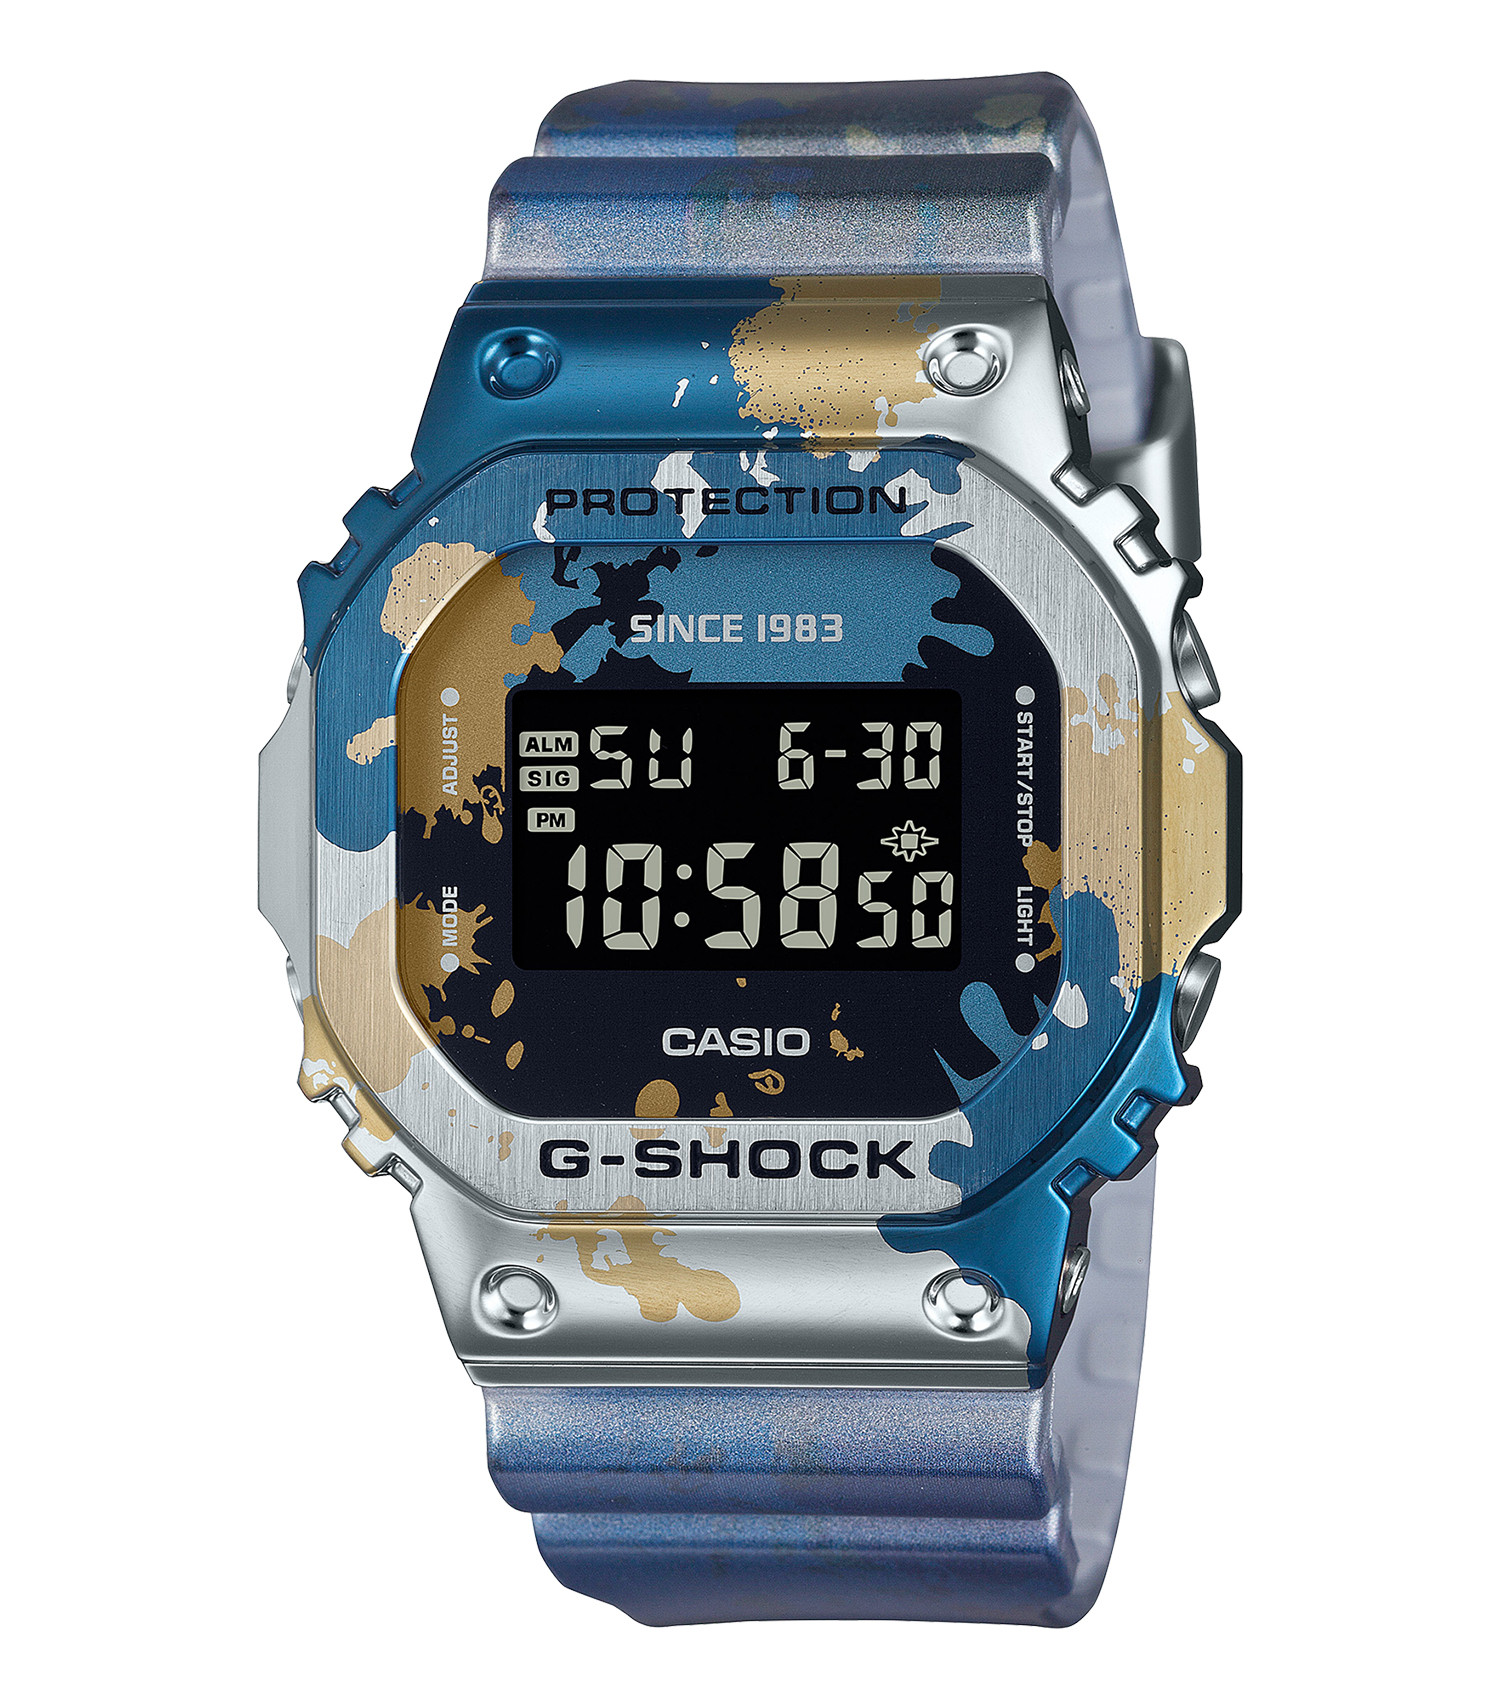 PROTECTION
SINCE 1983
ADJUST
START/STOP
ALM SU 6-30
SIG
PM
10:58 50
MODE
LIGHT
CASIO
G-SHOCK